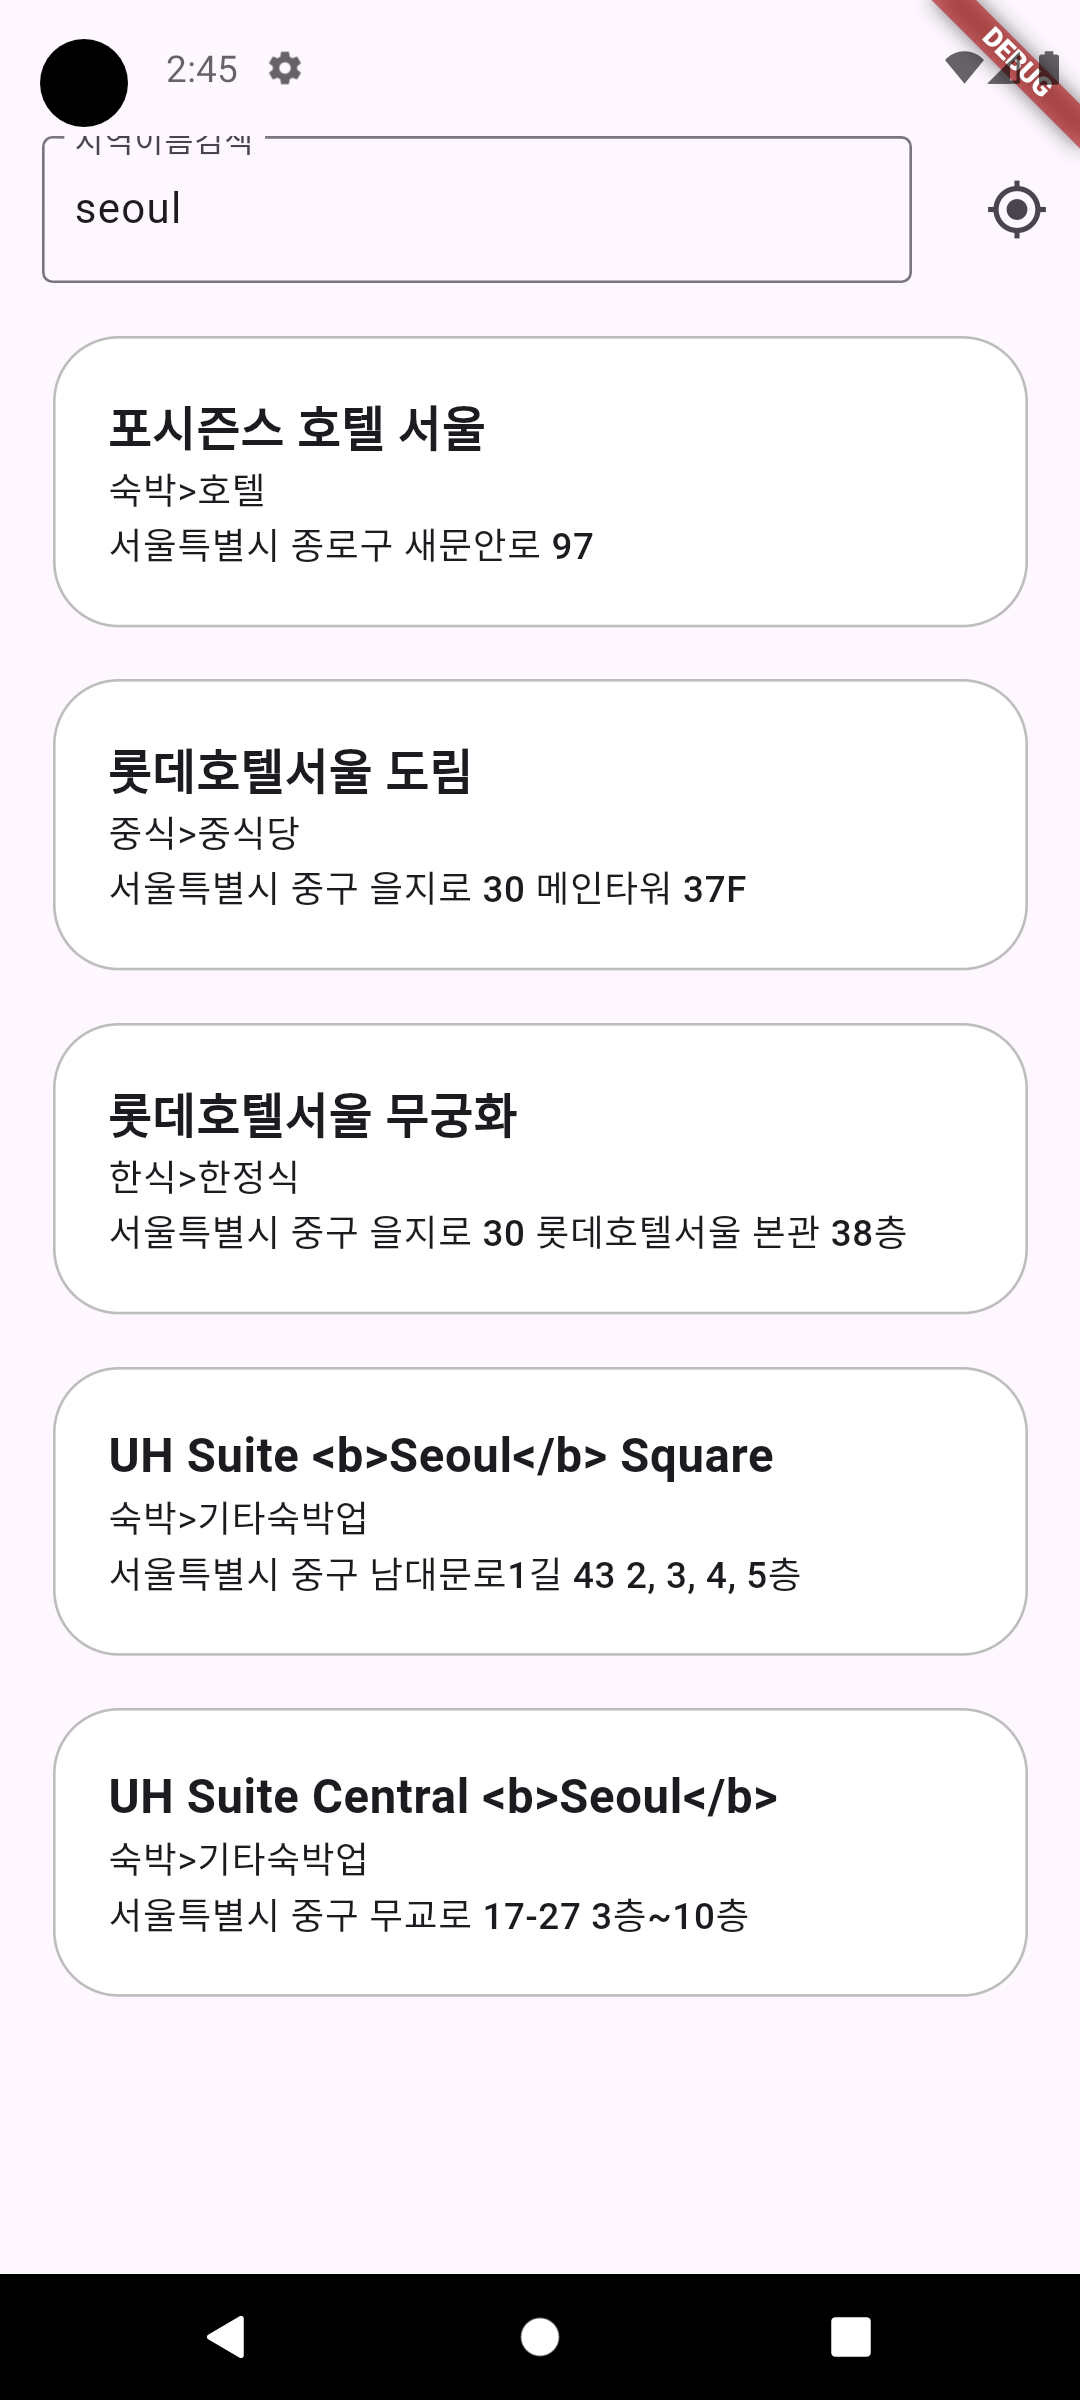 2:45
DEBUG
지역이름검색
seoul
포시즌스 호텔 서울
숙박>호텔
서울특별시 종로구 새문안로 97
롯데호텔서울 도림
중식>중식당
서울특별시 중구 을지로 30 메인타워 37F
롯데호텔서울 무궁화
한식>한정식
서울특별시 중구 을지로 30 롯데호텔서울 본관 38층
UH Suite <b>Seoul</b> Square
숙박>기타숙박업
서울특별시 중구 남대문로1길 43 2, 3, 4, 5층
UH Suite Central <b>Seoul</b>
숙박>기타숙박업
서울특별시 중구 무교로 17-27 3층~10층